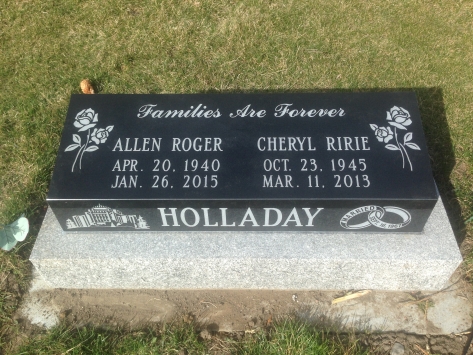 Families Are Forever
ALLEN ROGER
APR. 20, 1940
JAN. 26, 2015
CHERYL RIRIE
OCT. 23, 1945
MAR. 11, 2013
HOLLADAY
MARRIED